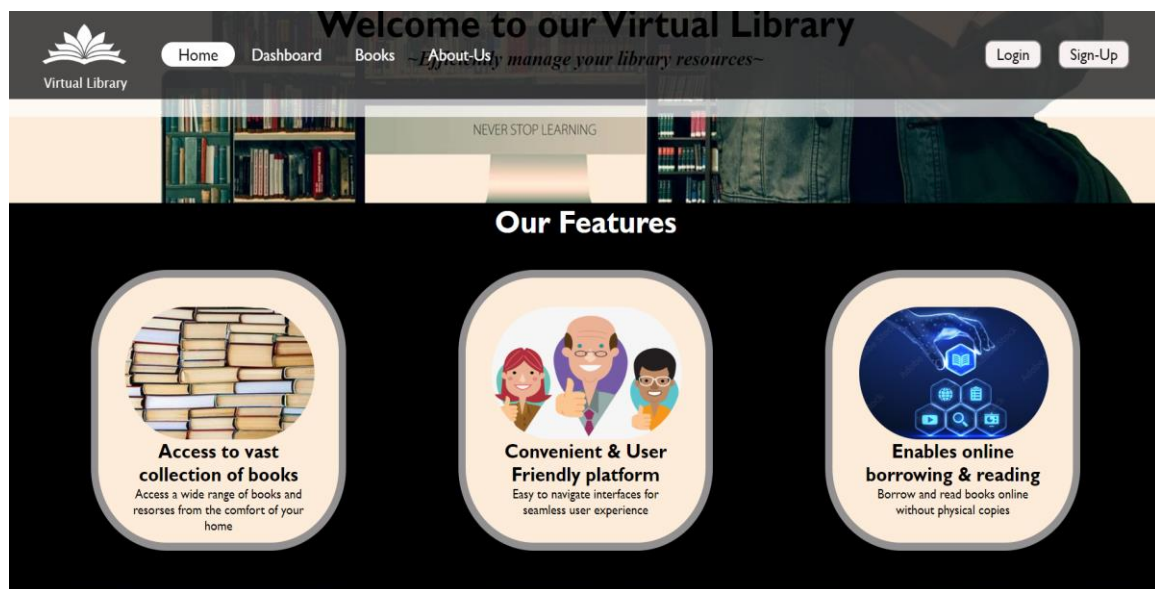 Welcome to our Virtual Library
Home Dashboard Books About-Us Login Sign-Up
~Efficiently manage your library resources~
Virtual Library
NEVER STOP LEARNING
Our Features
Access to vast
collection of books
Access a wide range of books and
resorses from the comfort of your
home
Convenient & User
Friendly platform
Easy to navigate interfaces for
seamless user experience
Enables online
borrowing & reading
Borrow and read books online
without physical copies